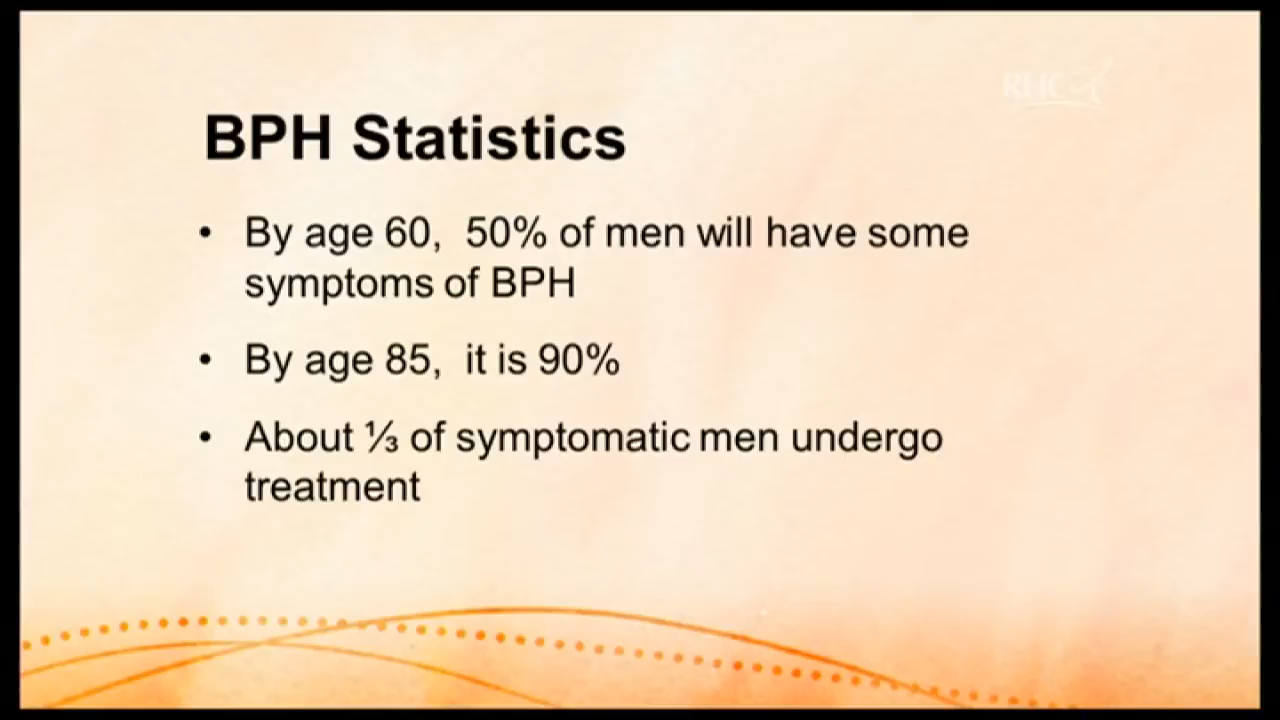 BPH Statistics
• By age 60, 50% of men will have some
symptoms of BPH
• By age 85, it is 90%
• About ⅓ of symptomatic men undergo
treatment